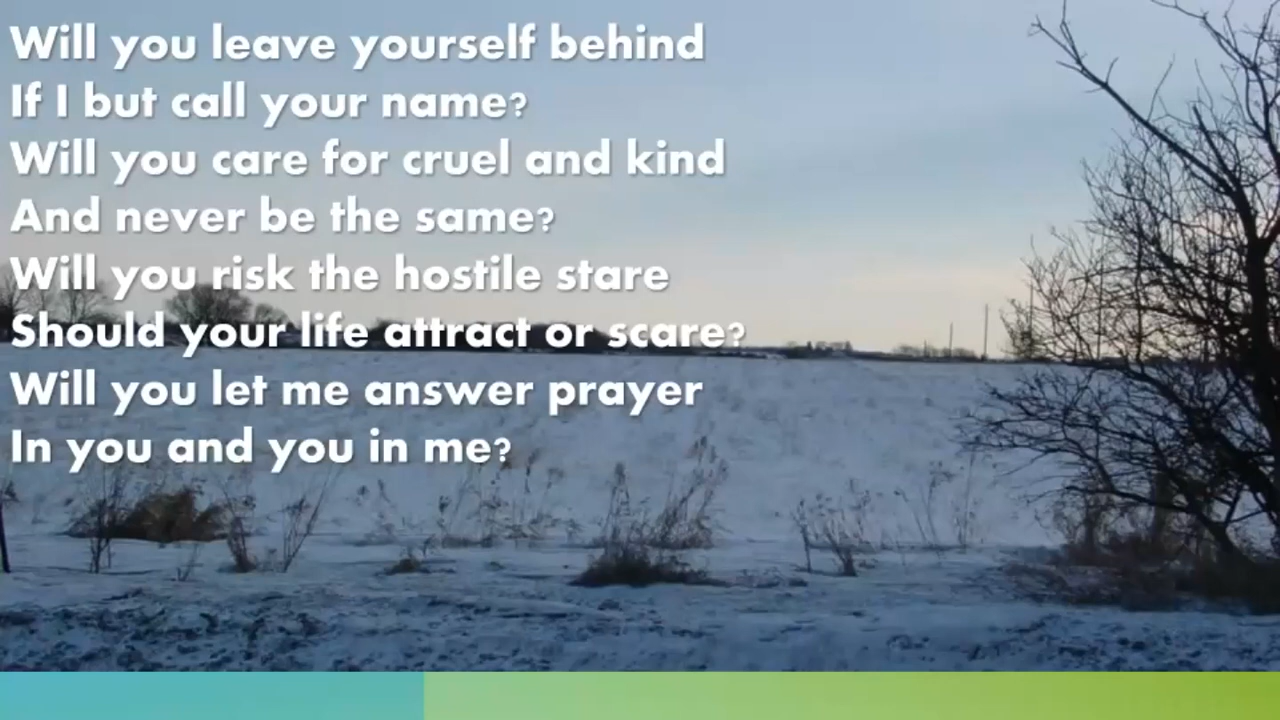 Will you leave yourself behind
If I but call your name?
Will you care for cruel and kind
And never be the same?
Will you risk the hostile stare
Should your life attract or scare?
Will you let me answer prayer
In you and you in me?